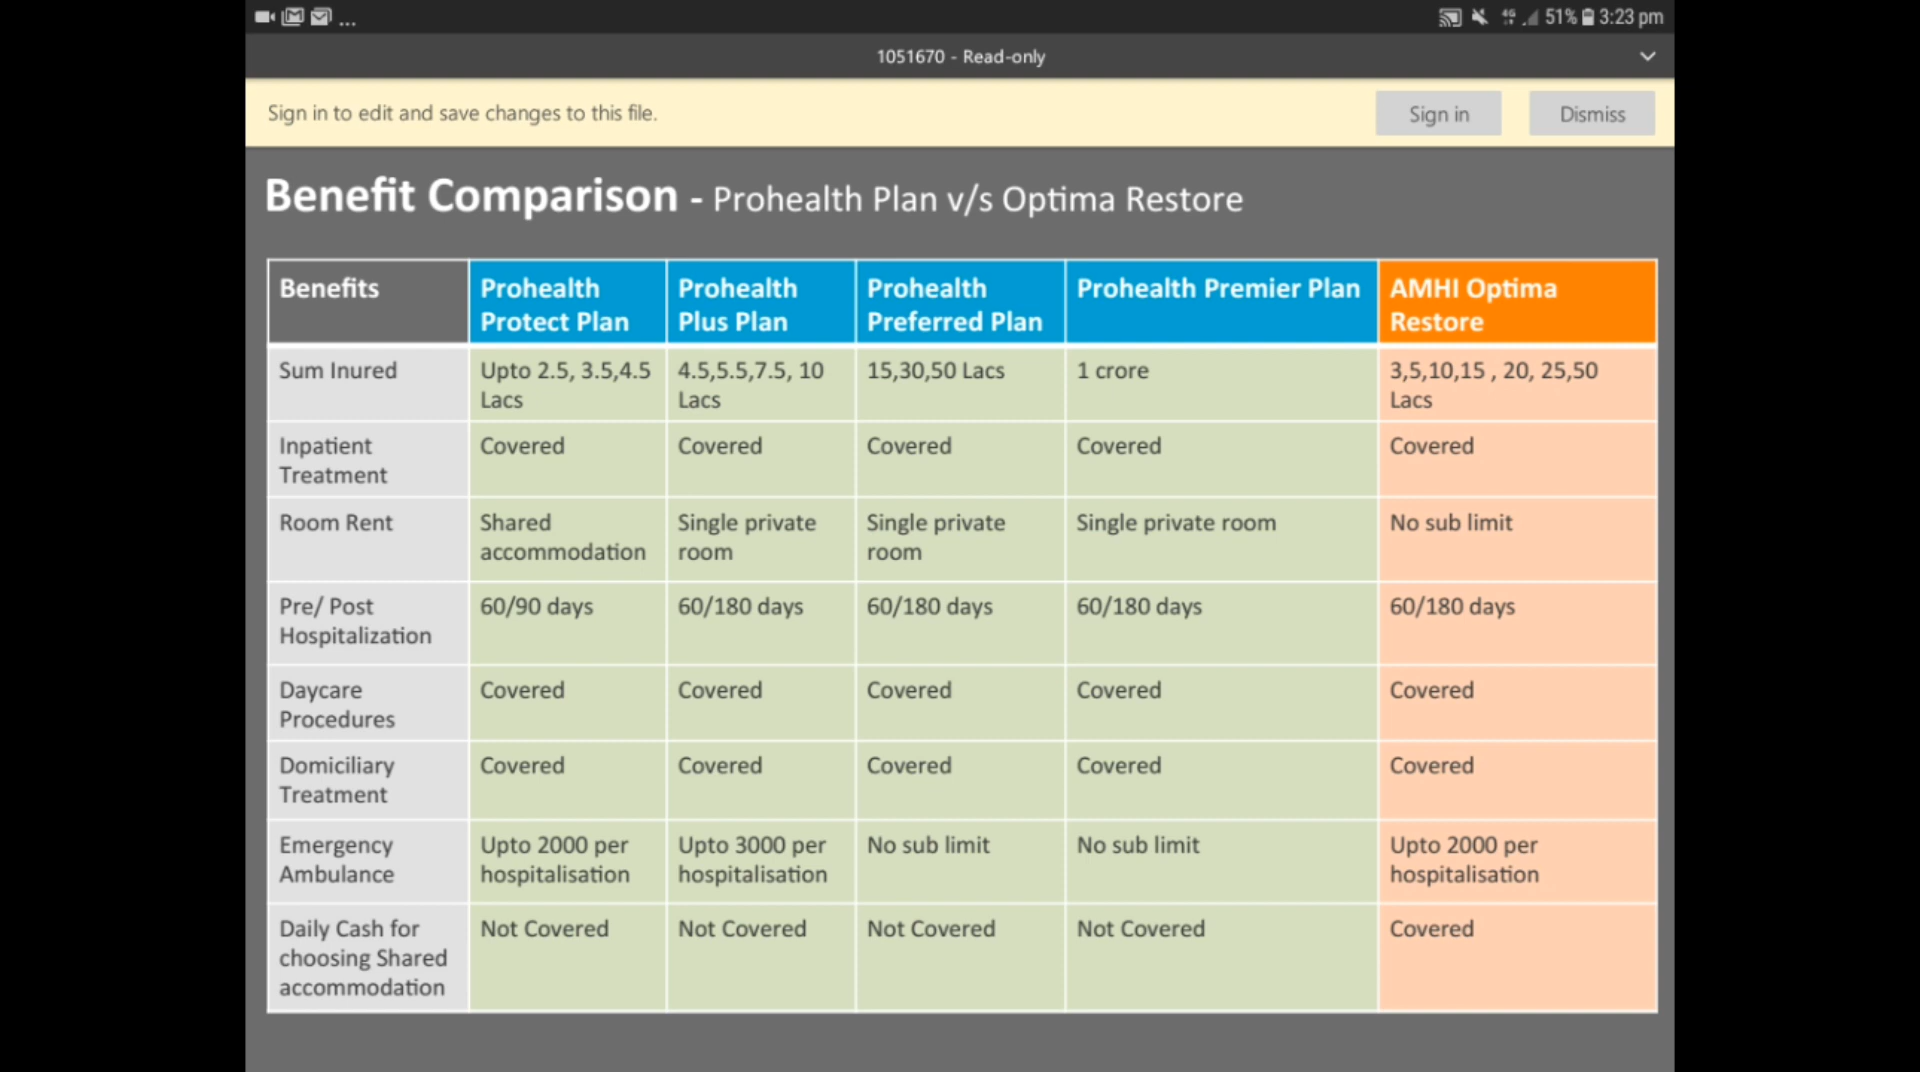 ... 4G 51% 3:23 pm
1051670 - Read-only
Sign in to edit and save changes to this file. Sign in Dismiss
Benefit Comparison - Prohealth Plan v/s Optima Restore
Benefits
Prohealth
Protect Plan
Prohealth
Plus Plan
Prohealth
Preferred Plan
Prohealth Premier Plan
AMHI Optima
Restore
Sum Inured
Upto 2.5, 3.5,4.5
Lacs
4.5,5.5,7.5, 10
Lacs
15,30,50 Lacs
1 crore
3,5,10,15 , 20, 25,50
Lacs
Inpatient
Treatment
Covered
Covered
Covered
Covered
Covered
Room Rent
Shared
accommodation
Single private
room
Single private
room
Single private room
No sub limit
Pre/ Post
Hospitalization
60/90 days
60/180 days
60/180 days
60/180 days
60/180 days
Daycare
Procedures
Covered
Covered
Covered
Covered
Covered
Domiciliary
Treatment
Covered
Covered
Covered
Covered
Covered
Emergency
Ambulance
Upto 2000 per
hospitalisation
Upto 3000 per
hospitalisation
No sub limit
No sub limit
Upto 2000 per
hospitalisation
Daily Cash for
choosing Shared
accommodation
Not Covered
Not Covered
Not Covered
Not Covered
Covered